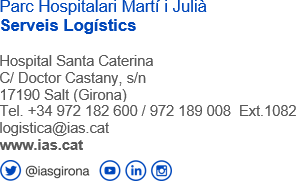 Parc Hospitalari Martí i Julià
Serveis Logístics
Hospital Santa Caterina
C/ Doctor Castany, s/n
17190 Salt (Girona)
Tel. +34 972 182 600 / 972 189 008  Ext.1082
logistica@ias.cat
www.ias.cat
@iasgirona